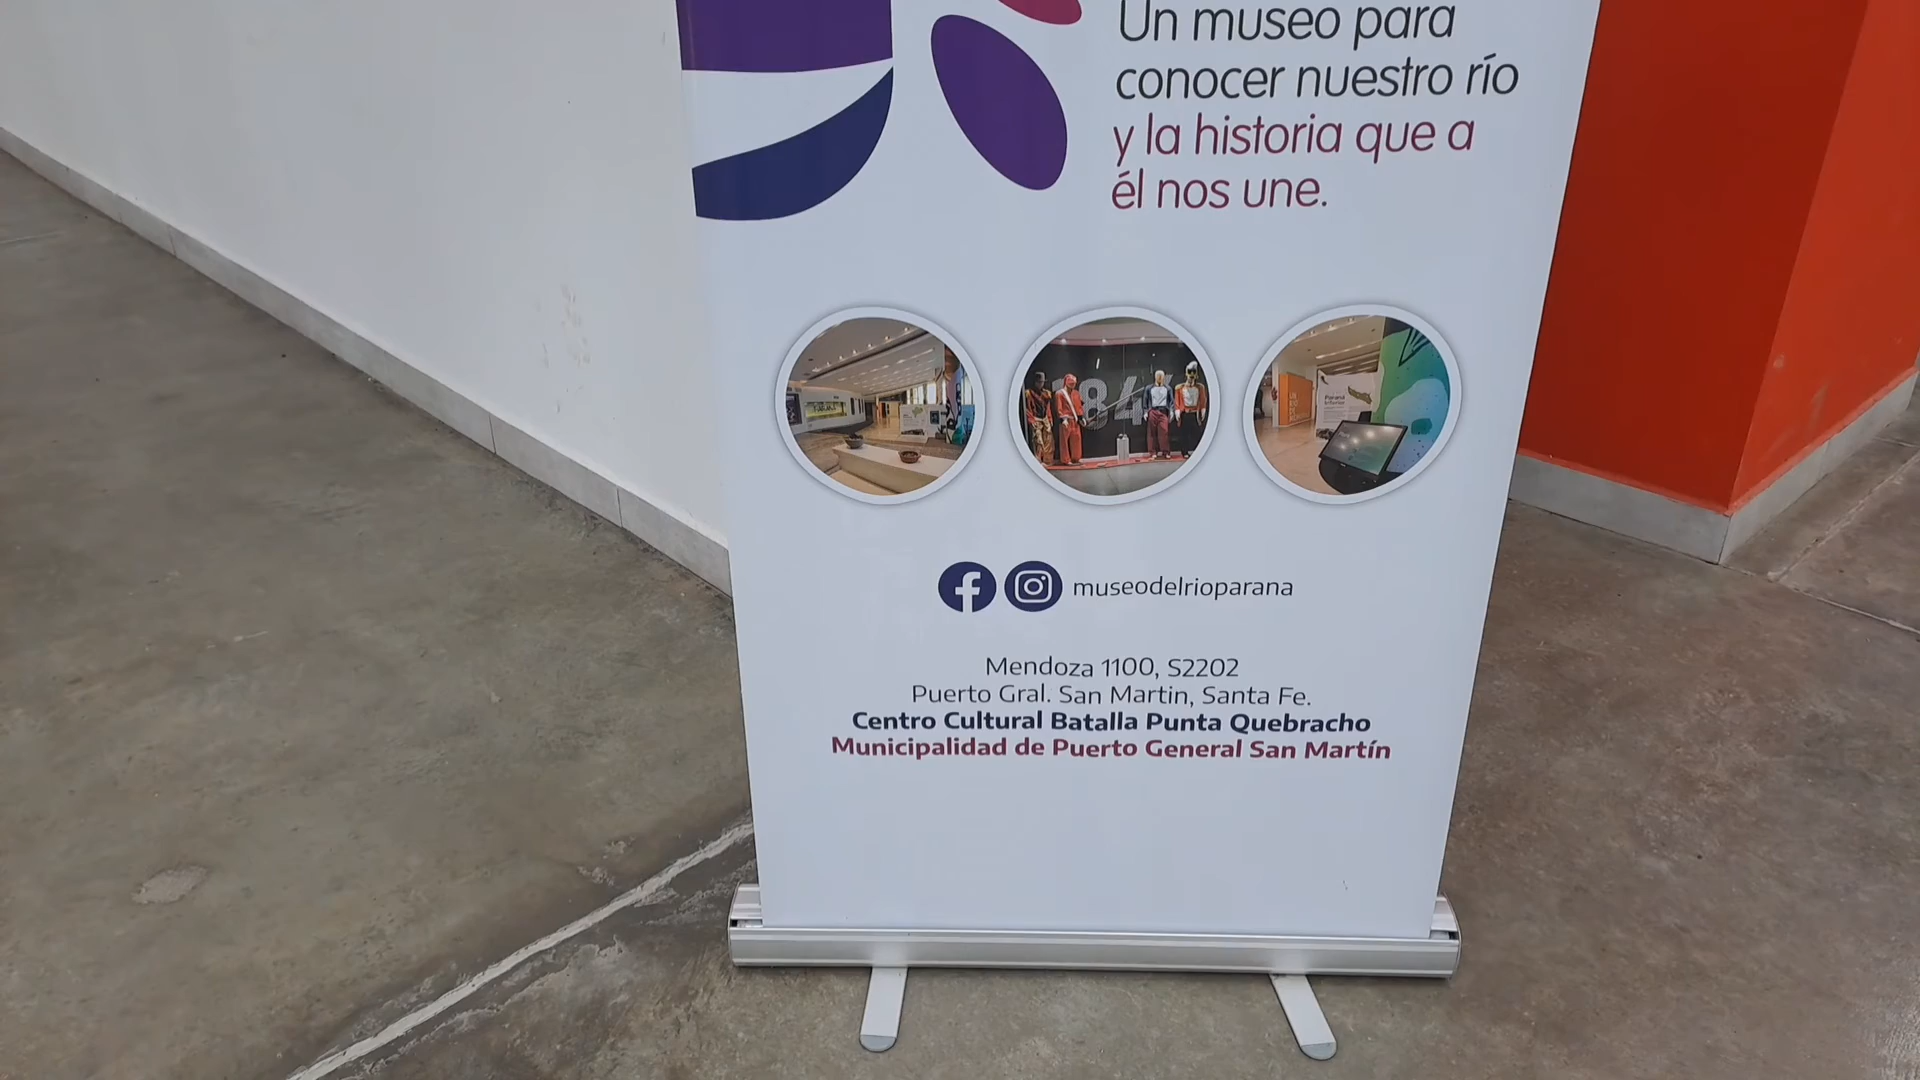 Un museo para
conocer nuestro río
y la historia que a
él nos une.
museodelrioparana
Mendoza 1100, S2202
Puerto Gral. San Martin, Santa Fe.
Centro Cultural Batalla Punta Quebracho
Municipalidad de Puerto General San Martín